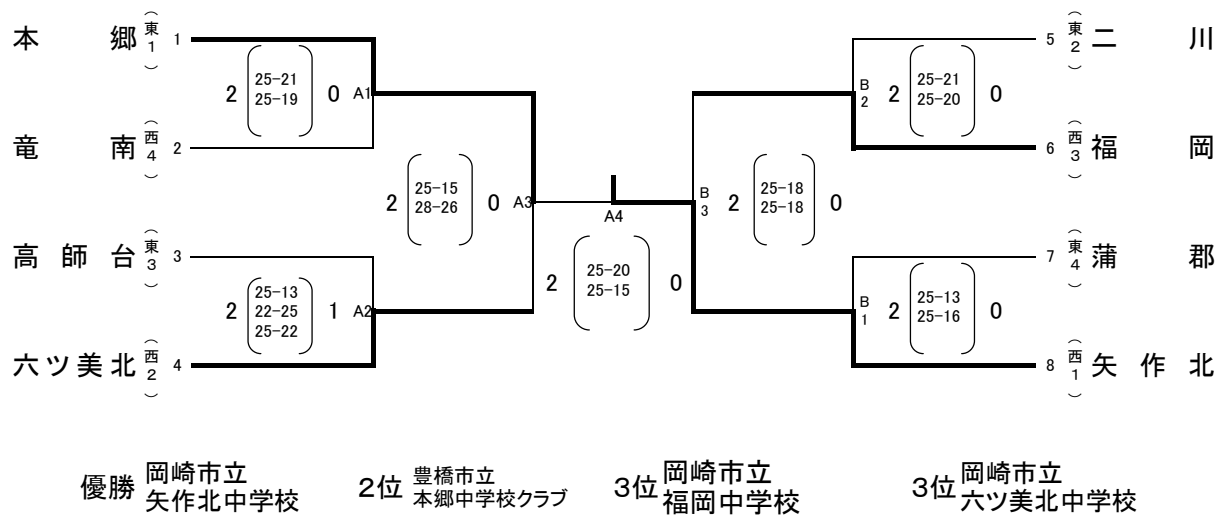 本郷 (東1) 1
2 25-21 0 A1
25-19
竜南 (西4) 2
2 25-15 0 A3
28-26
高師台 (東3) 3
2 25-13 1 A2
22-25
25-22
六ツ美北 (西2) 4
A4
2 25-20 0
25-15
5 (東2) 二川
B2 2 25-21 0
25-20
6 (西3) 福岡
B3 2 25-18 0
25-18
7 (東4) 蒲郡
B1 2 25-13 0
25-16
8 (西1) 矢作北
優勝 岡崎市立
矢作北中学校
2位 豊橋市立
本郷中学校クラブ
3位 岡崎市立
福岡中学校
3位 岡崎市立
六ツ美北中学校